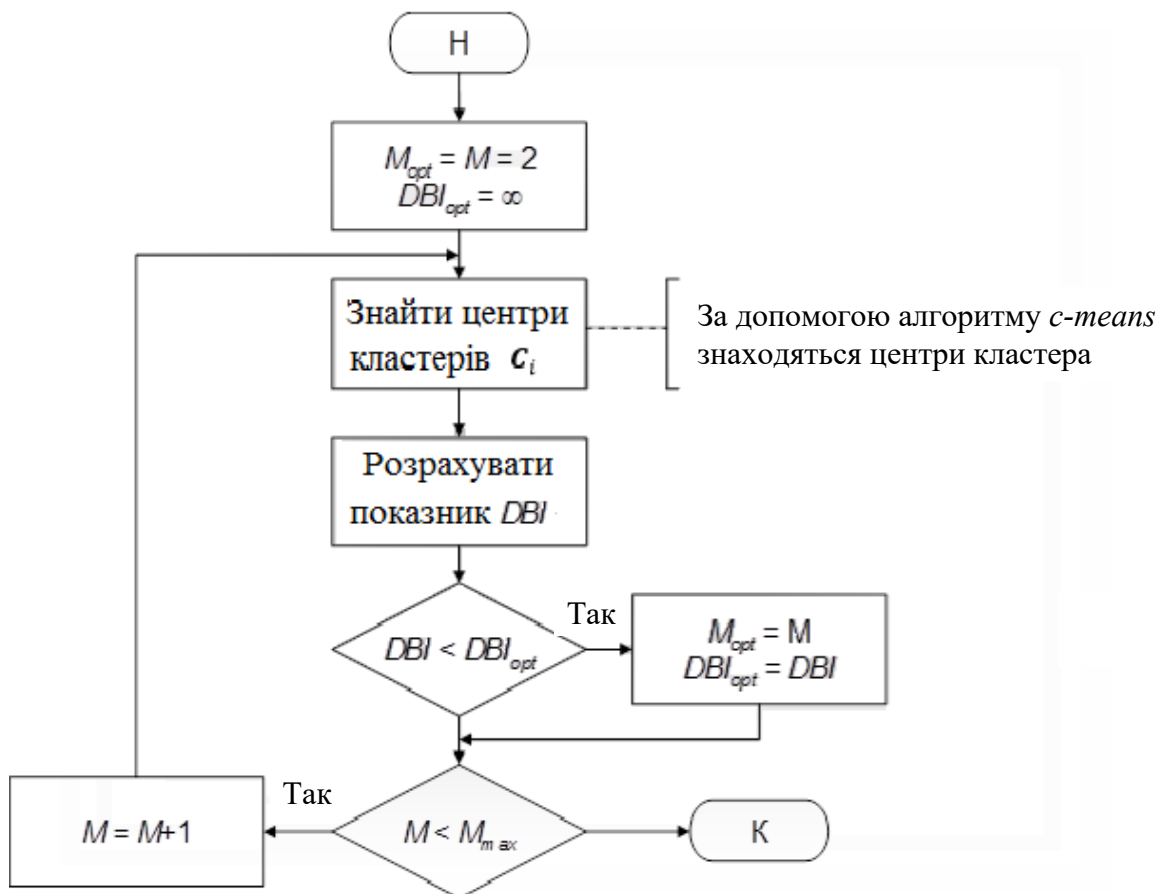 Н
M_opt = M = 2
DBI_opt = ∞
Знайти центри
кластерів C_i
За допомогою алгоритму c-means
знаходяться центри кластера
Розрахувати
показник DBI
Так
DBI < DBI_opt
M_opt = M
DBI_opt = DBI
Так
M = M+1
M < M_max
К